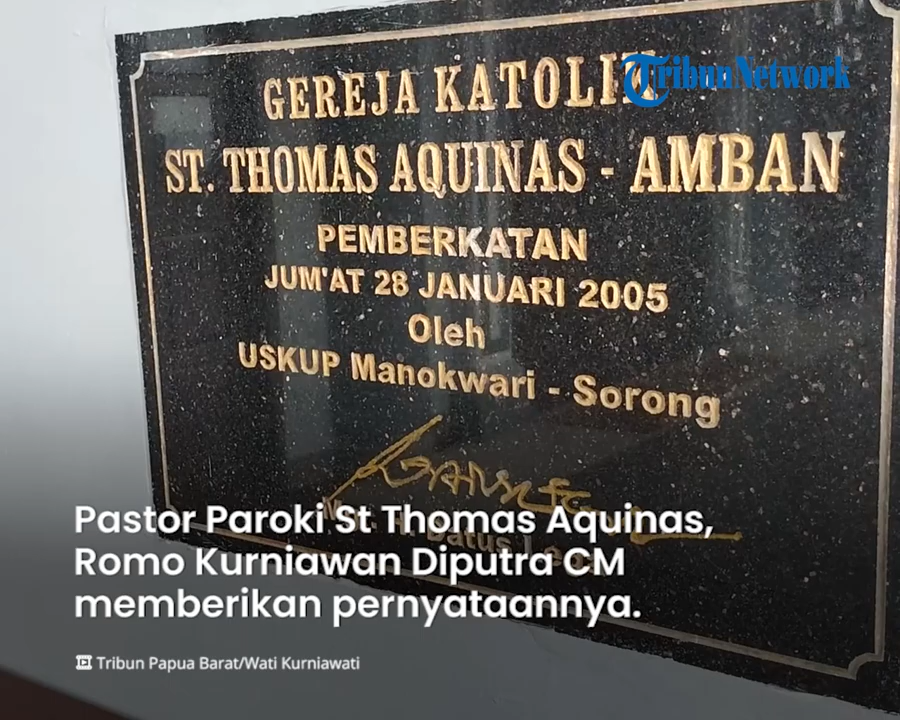 TribunNetwork
GEREJA KATOLIK
ST. THOMAS AQUINAS - AMBAN
PEMBERKATAN
JUM'AT 28 JANUARI 2005
Oleh
USKUP Manokwari - Sorong
Pastor Paroki St Thomas Aquinas,
Romo Kurniawan Diputra CM
memberikan pernyataannya.
Tribun Papua Barat/Wati Kurniawati